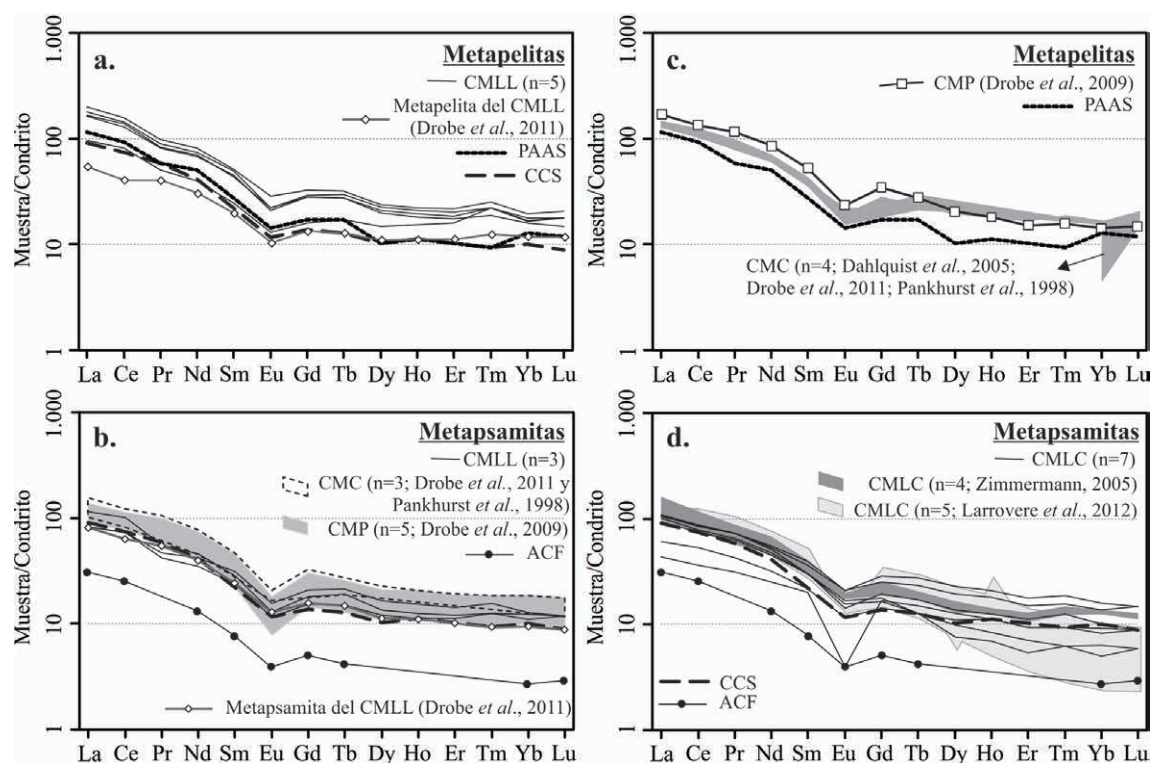 a.
Metapelitas
CMLL (n=5)
Metapelita del CMLL
(Drobe et al., 2011)
PAAS
CCS
Muestra/Condrito
1.000
100
10
1
La Ce Pr Nd Sm Eu Gd Tb Dy Ho Er Tm Yb Lu
c.
Metapelitas
CMP (Drobe et al., 2009)
PAAS
CMC (n=4; Dahlquist et al., 2005;
Drobe et al., 2011; Pankhurst et al., 1998)
Muestra/Condrito
1.000
100
10
1
La Ce Pr Nd Sm Eu Gd Tb Dy Ho Er Tm Yb Lu
b.
Metapsamitas
CMLL (n=3)
CMC (n=3; Drobe et al., 2011 y
Pankhurst et al., 1998)
CMP (n=5; Drobe et al., 2009)
ACF
Metapsamita del CMLL (Drobe et al., 2011)
Muestra/Condrito
1.000
100
10
1
La Ce Pr Nd Sm Eu Gd Tb Dy Ho Er Tm Yb Lu
d.
Metapsamitas
CMLC (n=7)
CMLC (n=4; Zimmermann, 2005)
CMLC (n=5; Larrovere et al., 2012)
CCS
ACF
Muestra/Condrito
1.000
100
10
1
La Ce Pr Nd Sm Eu Gd Tb Dy Ho Er Tm Yb Lu